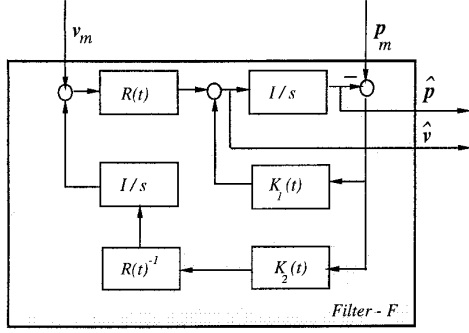 v_m
p_m
R(t)
I / s
−
p̂
v̂
I / s
K_1(t)
R(t)^{-1}
K_2(t)
Filter - F